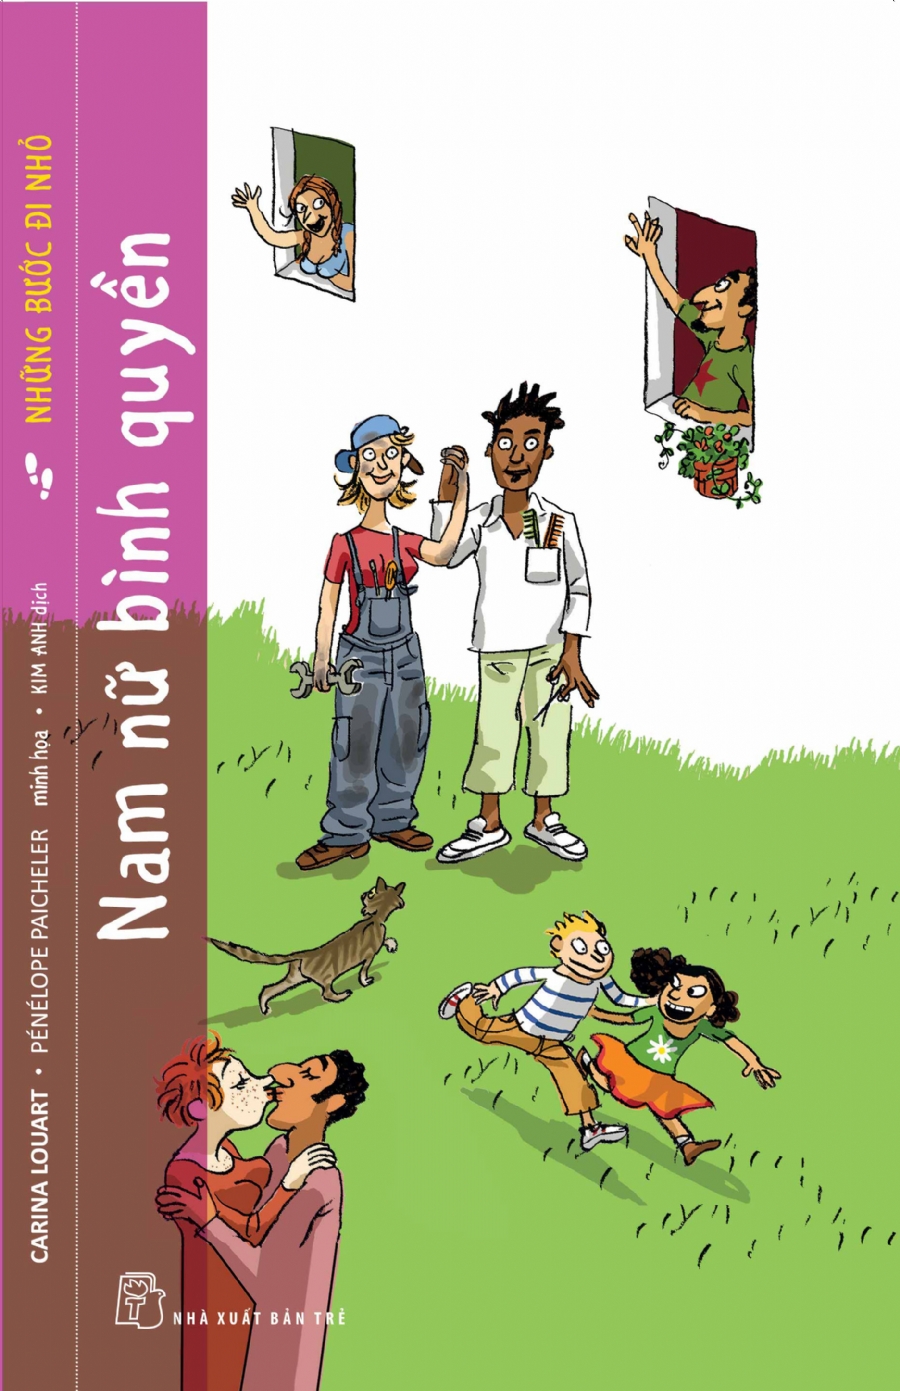 NHỮNG BƯỚC ĐI NHỎ
CARINA LOUART • PÉNÉLOPE PAICHELER minh họa • KIM ANH dịch
Nam nữ bình quyền
NHÀ XUẤT BẢN TRẺ